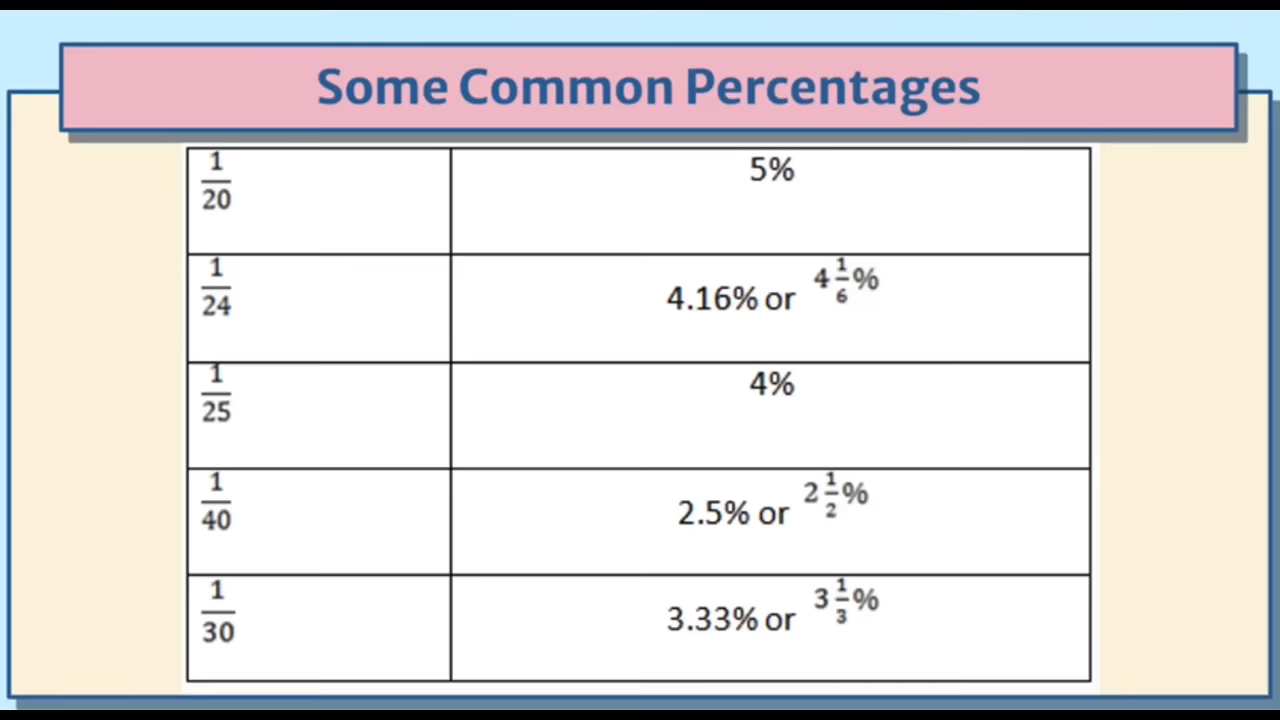 Some Common Percentages
1/20 5%
1/24 4.16% or 4 1/6%
1/25 4%
1/40 2.5% or 2 1/2%
1/30 3.33% or 3 1/3%